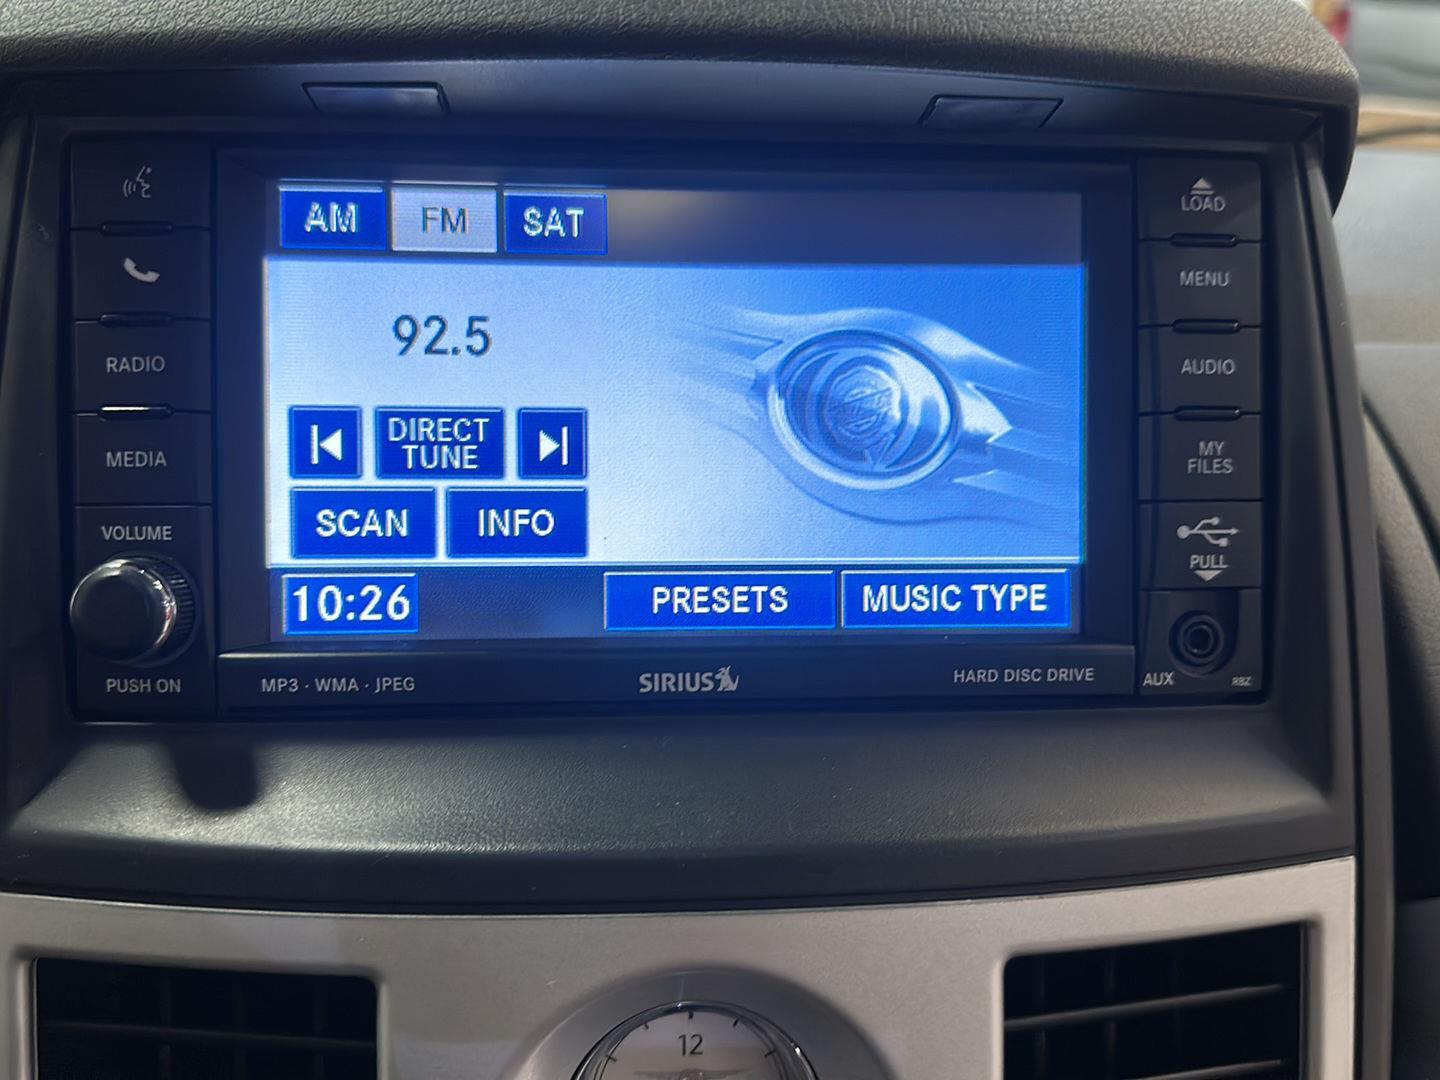 AM FM SAT
92.5
DIRECT
TUNE
SCAN INFO
10:26 PRESETS MUSIC TYPE
RADIO
MEDIA
VOLUME
PUSH ON
LOAD
MENU
AUDIO
MY
FILES
PULL
AUX RBZ
MP3 · WMA · JPEG SIRIUS HARD DISC DRIVE
12